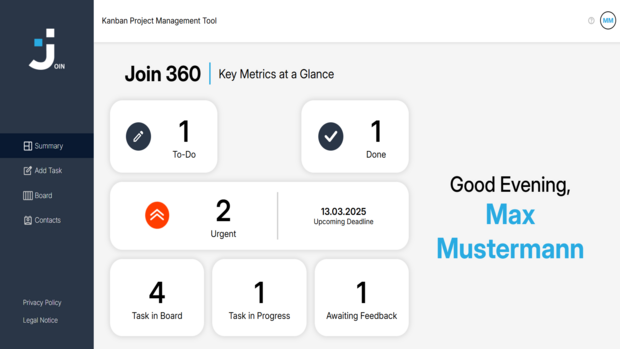 Join
Summary
Add Task
Board
Contacts
Privacy Policy
Legal Notice
Kanban Project Management Tool
MM
Join 360
Key Metrics at a Glance
1
To-Do
1
Done
2
Urgent
13.03.2025
Upcoming Deadline
4
Task in Board
1
Task in Progress
1
Awaiting Feedback
Good Evening,
Max
Mustermann